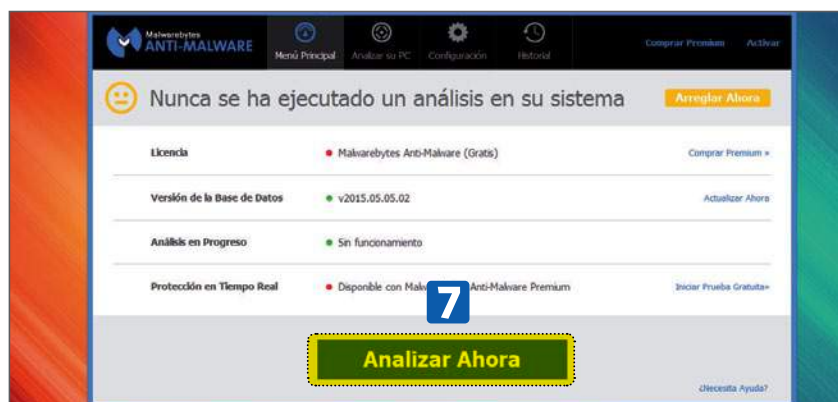 Malwarebytes
ANTI-MALWARE
Menú Principal
Analizar su PC
Configuración
Historial
Comprar Premium
Activar
Nunca se ha ejecutado un análisis en su sistema
Arreglar Ahora
Licencia
Malwarebytes Anti-Malware (Gratis)
Comprar Premium »
Versión de la Base de Datos
v2015.05.05.02
Actualizar Ahora
Análisis en Progreso
Sin funcionamiento
Protección en Tiempo Real
Disponible con Anti-Malware Premium
Iniciar Prueba Gratuita»
7
Analizar Ahora
¿Necesita Ayuda?